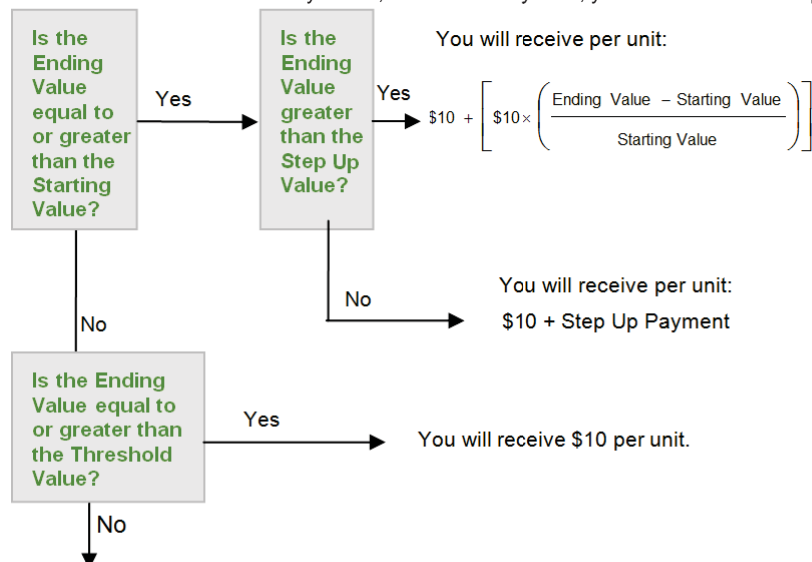 Is the
Ending
Value
equal to
or greater
than the
Starting
Value?
Yes
Is the
Ending
Value
greater
than the
Step Up
Value?
Yes
You will receive per unit:
$10 + [ $10 × ( Ending Value – Starting Value
Starting Value ) ]
No
You will receive per unit:
$10 + Step Up Payment
No
Is the Ending
Value equal to
or greater than
the Threshold
Value?
Yes
You will receive $10 per unit.
No